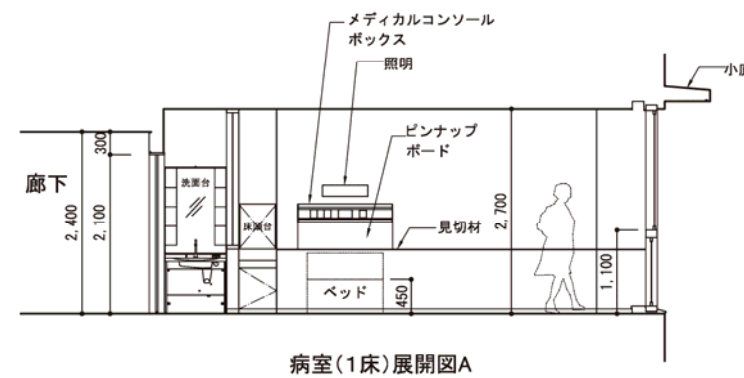 メディカルコンソール
ボックス
照明
小庇
ピンナップ
ボード
廊下
洗面台
床頭台
見切材
ベッド
2,400
2,100
300
450
2,700
1,100
病室(1床)展開図A